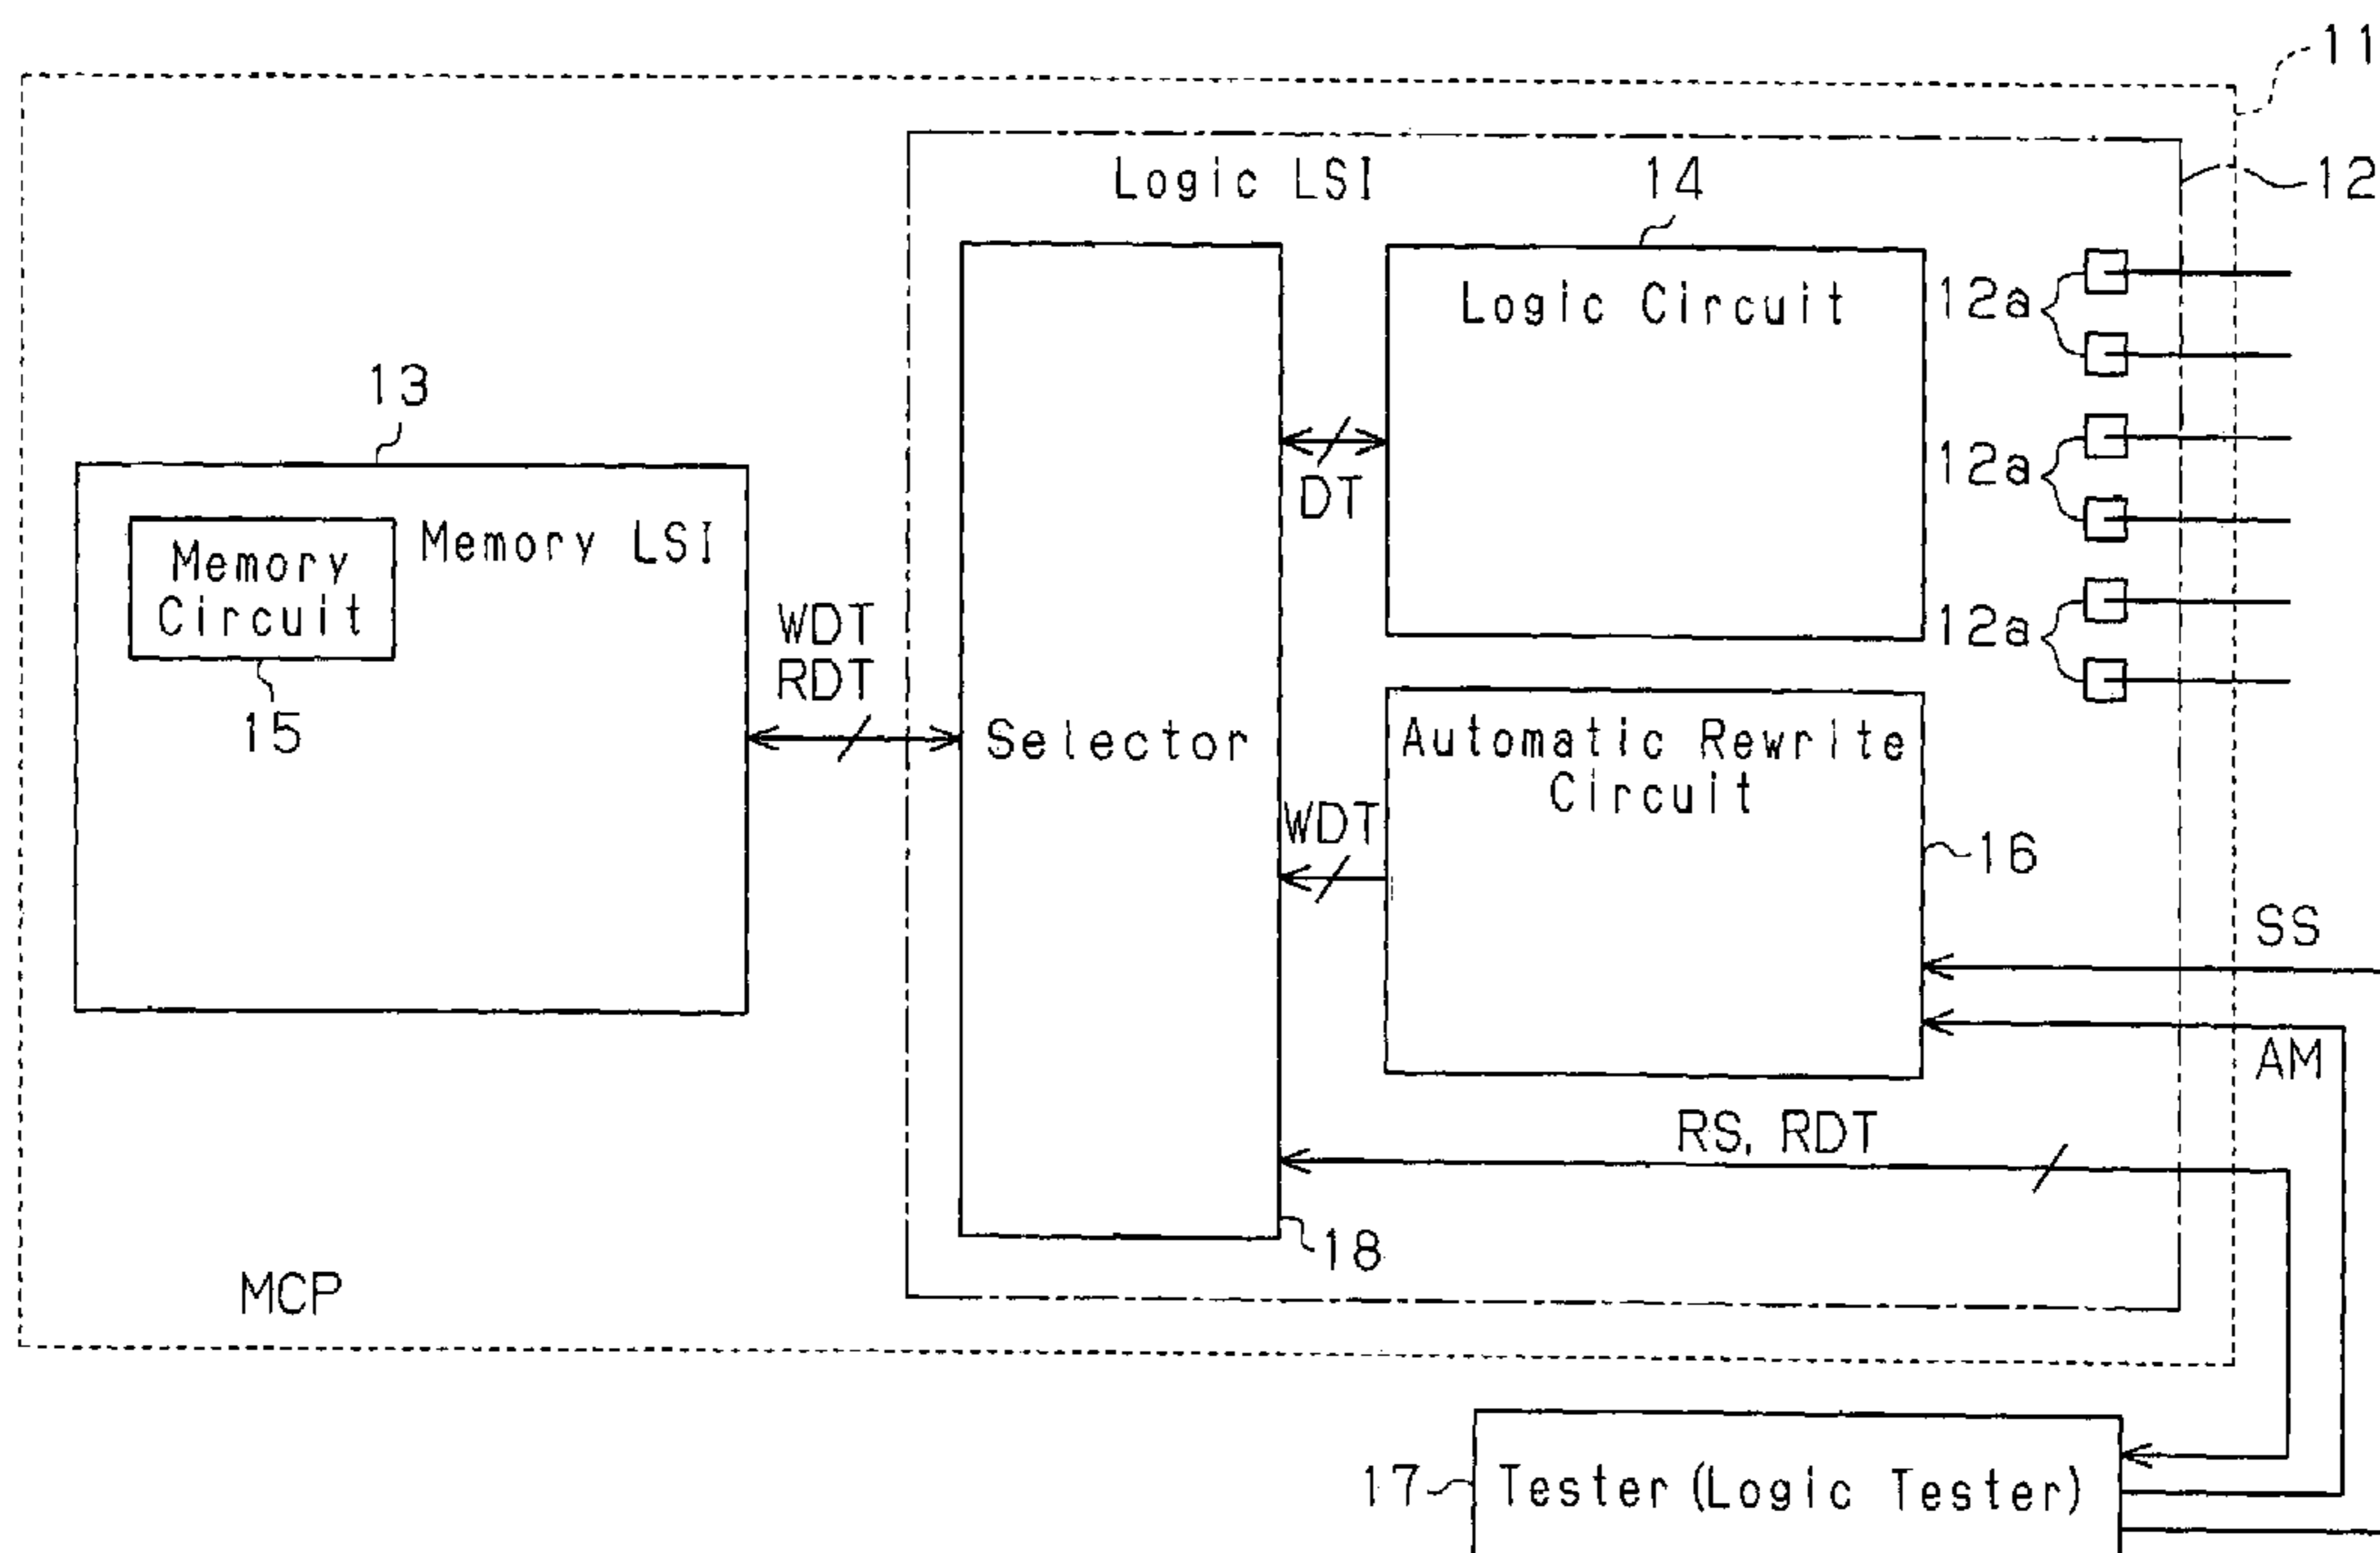 11
12
Logic LSI
14
Logic Circuit
12a
12a
12a
13
Memory LSI
Memory
Circuit
15
WDT
RDT
DT
Selector
Automatic Rewrite
Circuit
WDT
16
SS
AM
RS, RDT
18
MCP
17
Tester (Logic Tester)